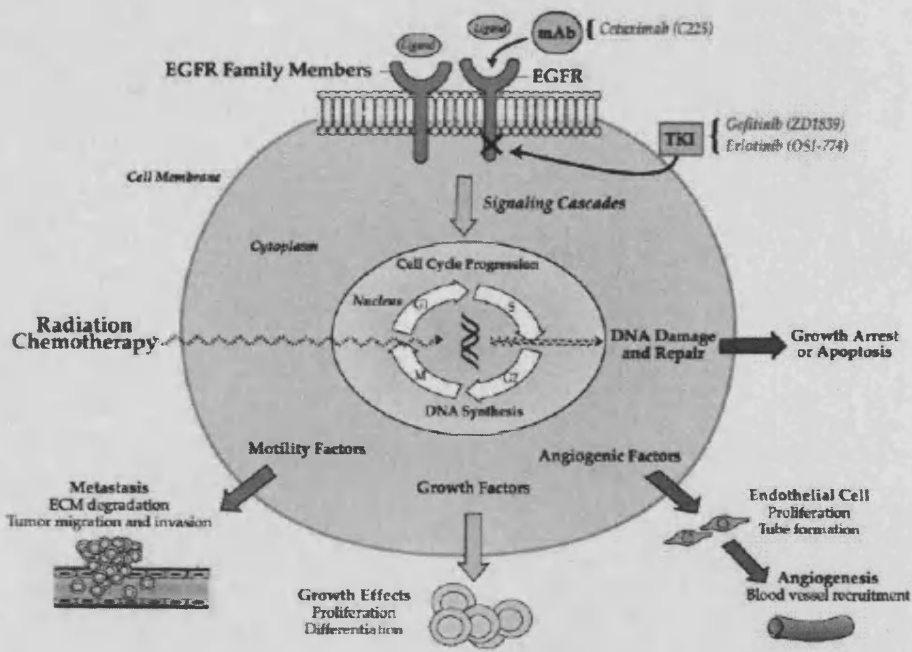 Ligand
Ligand
mAb
Cetuximab (C225)
EGFR Family Members
EGFR
TKI
Gefitinib (ZD1839)
Erlotinib (OSI-774)
Cell Membrane
Signaling Cascades
Cytoplasm
Cell Cycle Progression
Nucleus
G1
S
M
G2
DNA Synthesis
Radiation
Chemotherapy
DNA Damage
and Repair
Growth Arrest
or Apoptosis
Motility Factors
Angiogenic Factors
Growth Factors
Metastasis
ECM degradation
Tumor migration and invasion
Endothelial Cell
Proliferation
Tube formation
Growth Effects
Proliferation
Differentiation
Angiogenesis
Blood vessel recruitment